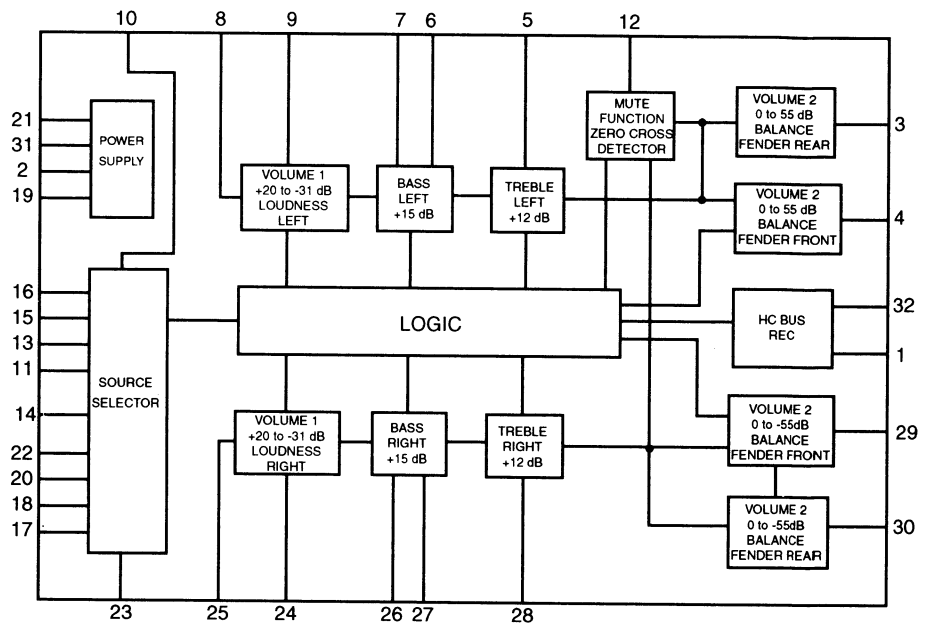 10
8
9
7
6
5
12
21
31
2
19
POWER
SUPPLY
MUTE
FUNCTION
ZERO CROSS
DETECTOR
VOLUME 2
0 to 55 dB
BALANCE
FENDER REAR
3
VOLUME 1
+20 to -31 dB
LOUDNESS
LEFT
BASS
LEFT
+15 dB
TREBLE
LEFT
+12 dB
VOLUME 2
0 to 55 dB
BALANCE
FENDER FRONT
4
16
15
13
11
14
22
20
18
17
SOURCE
SELECTOR
LOGIC
HC BUS
REC
32
1
VOLUME 1
+20 to -31 dB
LOUDNESS
RIGHT
BASS
RIGHT
+15 dB
TREBLE
RIGHT
+12 dB
VOLUME 2
0 to -55dB
BALANCE
FENDER FRONT
29
VOLUME 2
0 to -55dB
BALANCE
FENDER REAR
30
23
25
24
26
27
28